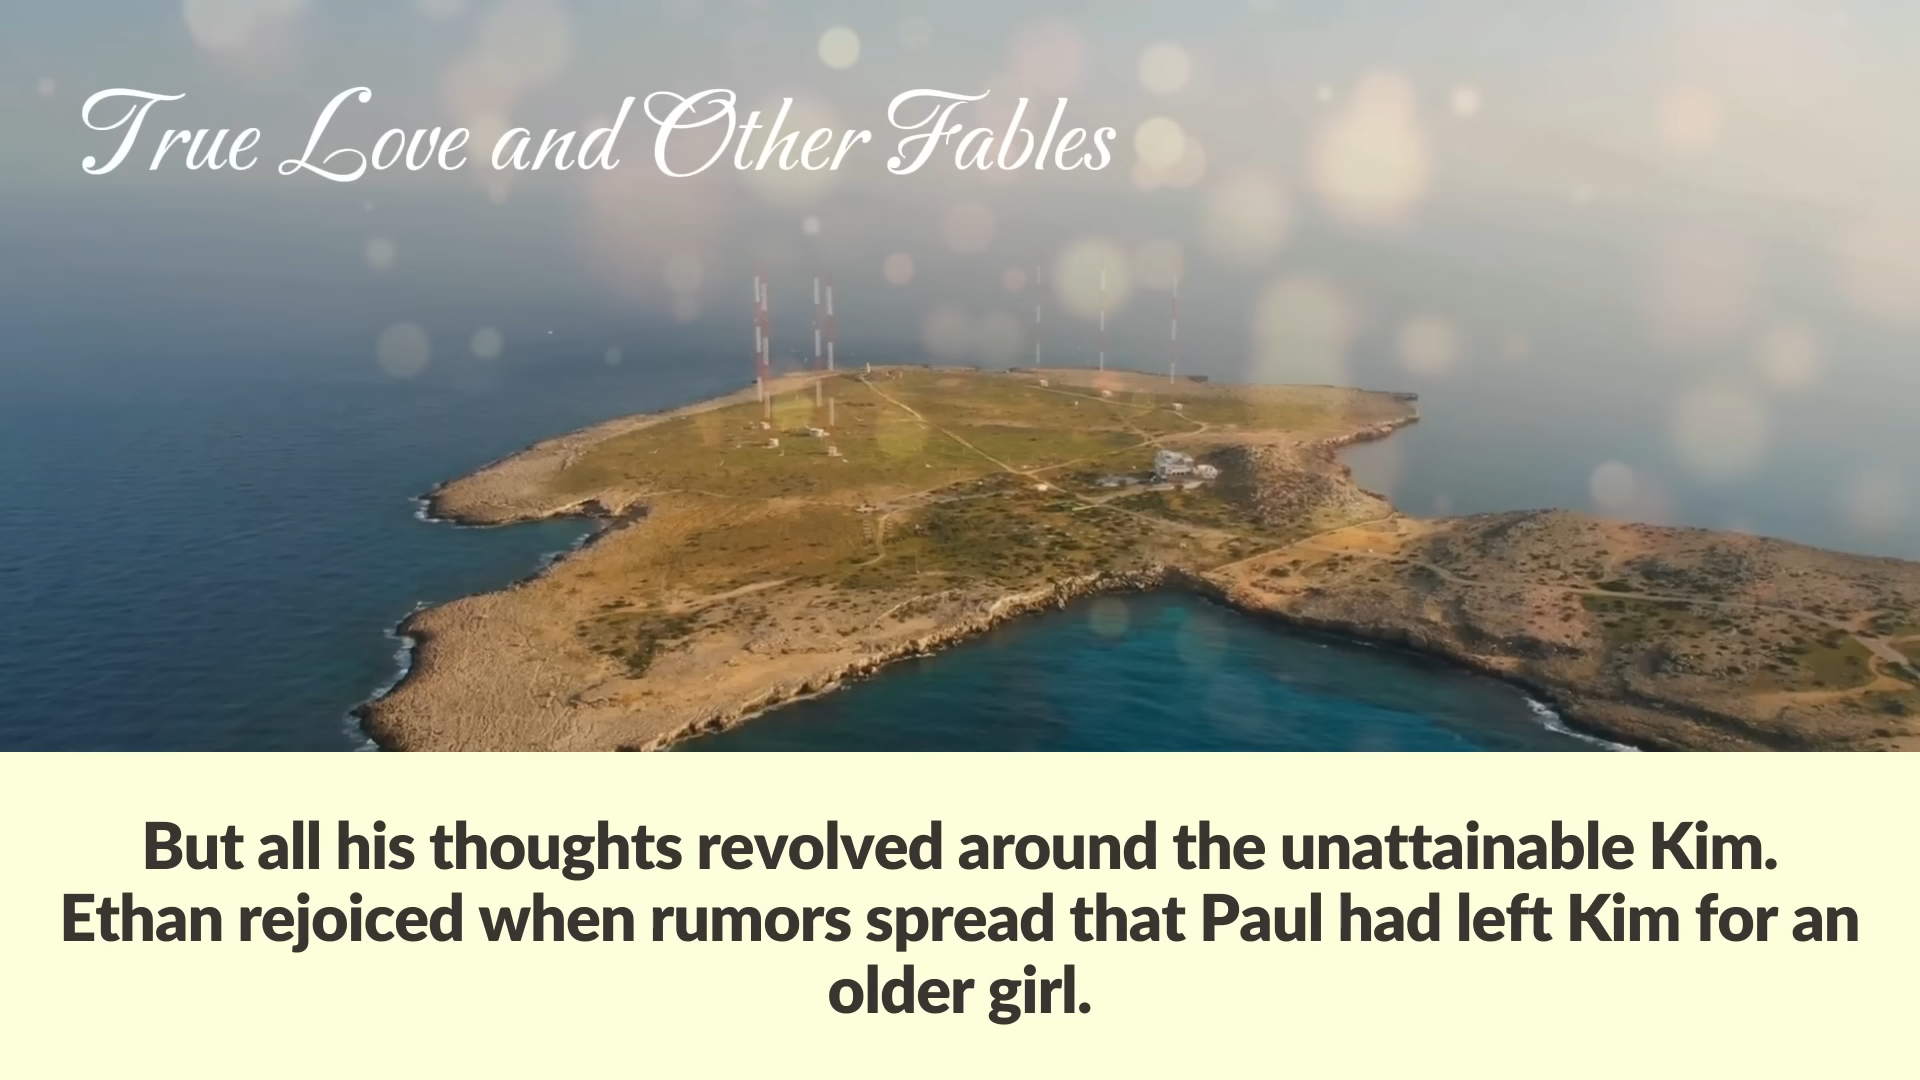 True Love and Other Fables
But all his thoughts revolved around the unattainable Kim.
Ethan rejoiced when rumors spread that Paul had left Kim for an
older girl.